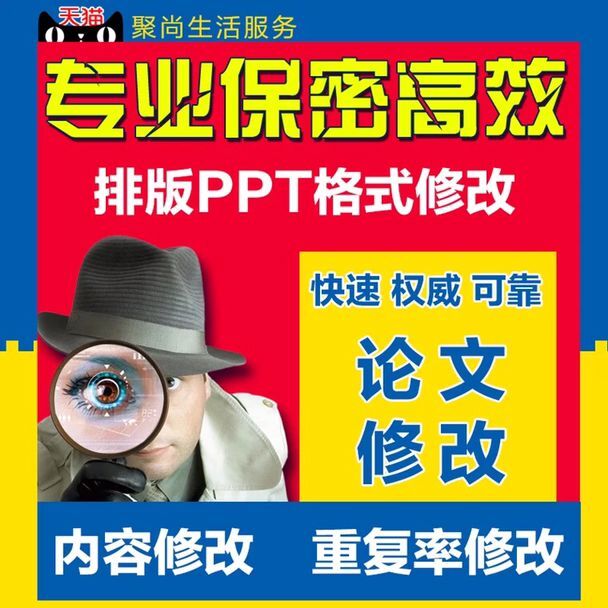 天猫 聚尚生活服务
专业保密高效
排版PPT格式修改
快速 权威 可靠
论文
修改
内容修改 重复率修改